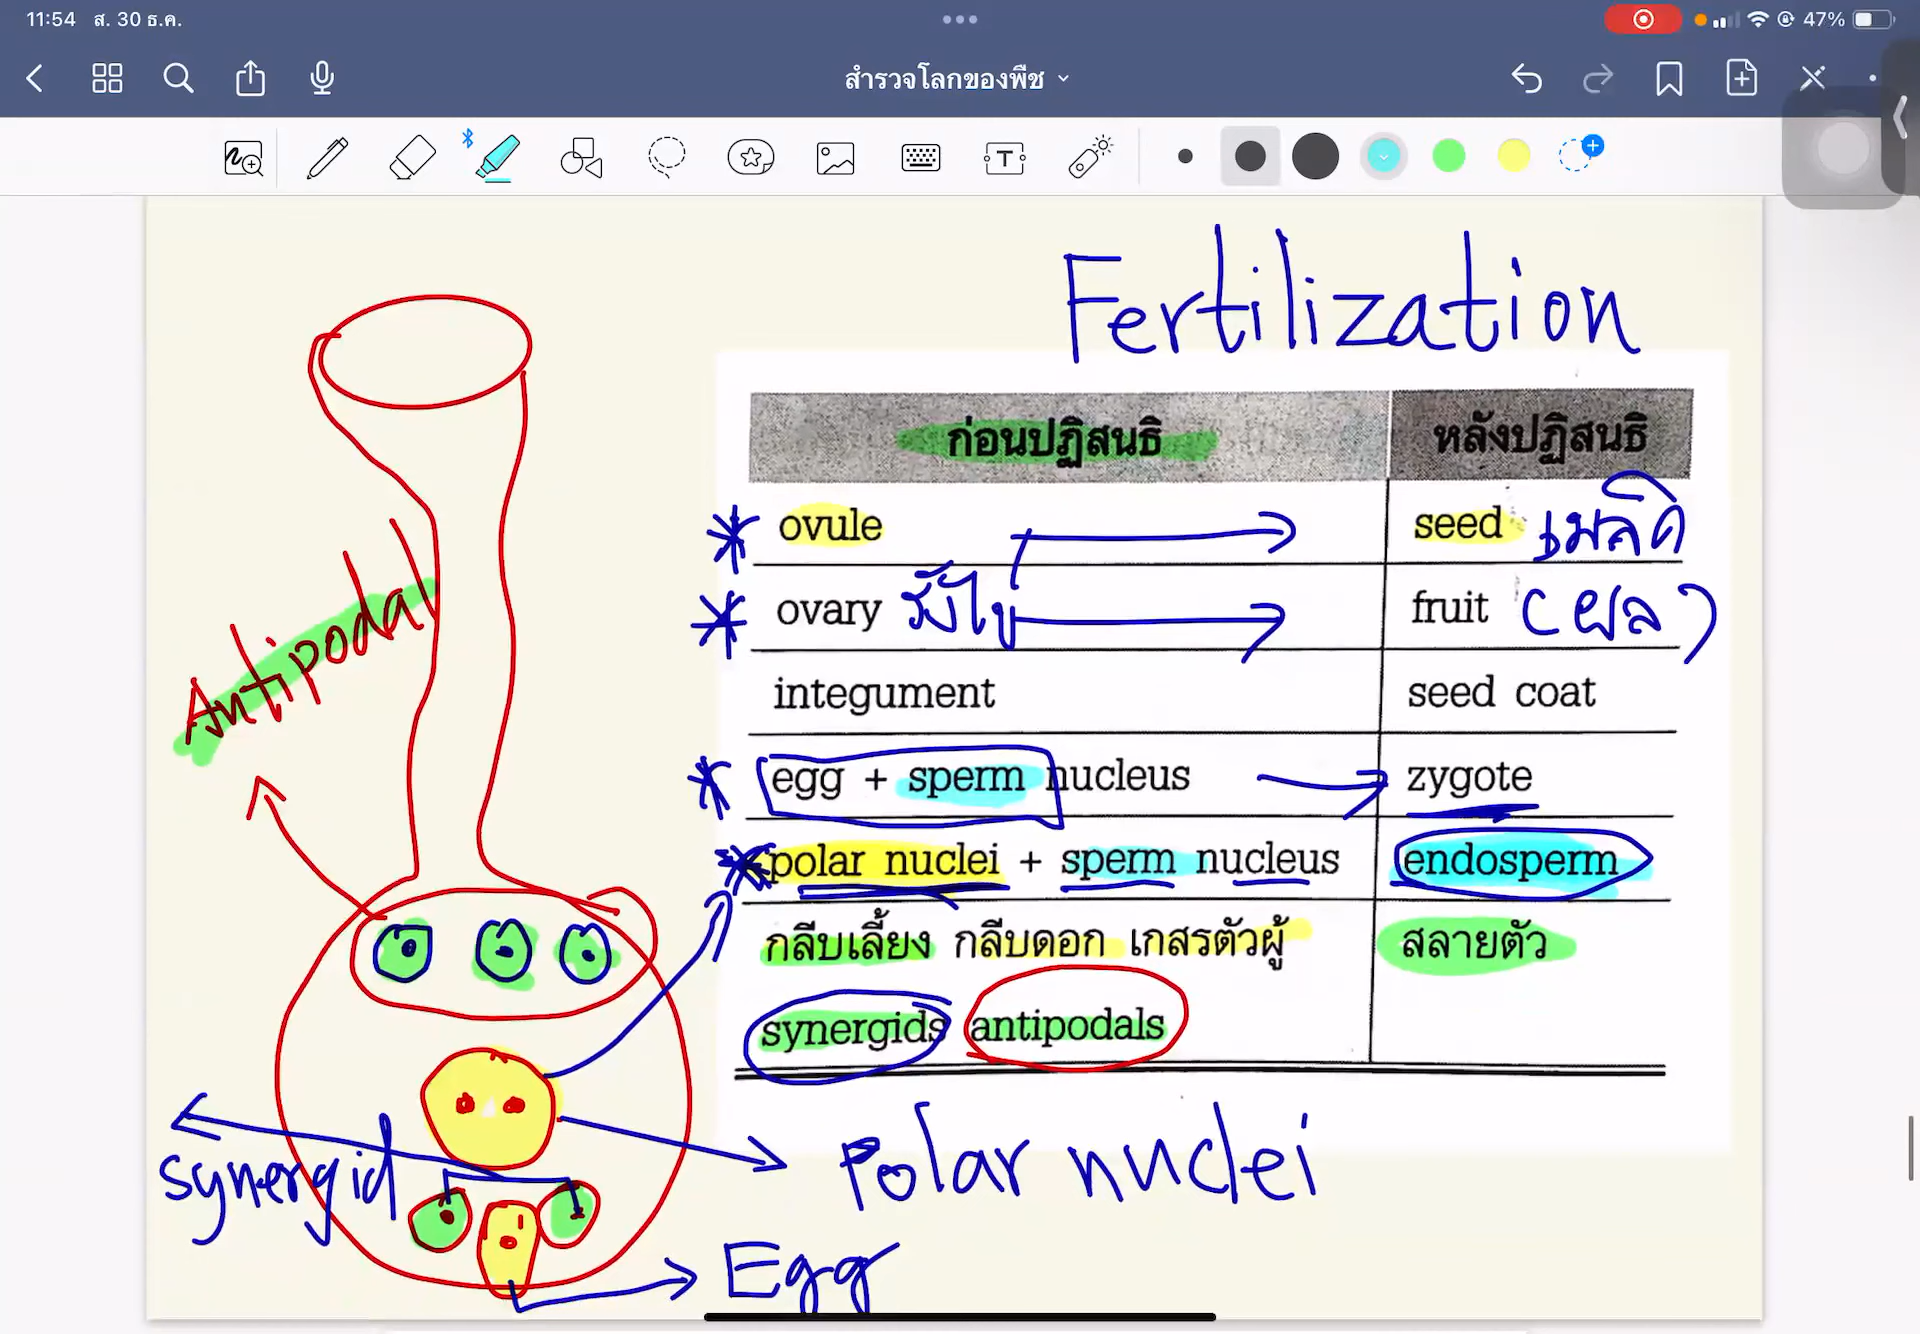 11:54 ส. 30 ธ.ค.
47%
สำรวจโลกของพืช
T
Fertilization
ก่อนปฏิสนธิ หลังปฏิสนธิ
ovule seed เมล็ด
ovary รังไข่ fruit (ผล)
Antipodal
integument seed coat
egg + sperm nucleus zygote
polar nuclei + sperm nucleus endosperm
กลีบเลี้ยง กลีบดอก เกสรตัวผู้ สลายตัว
synergids antipodals
synergid
Polar nuclei
Egg